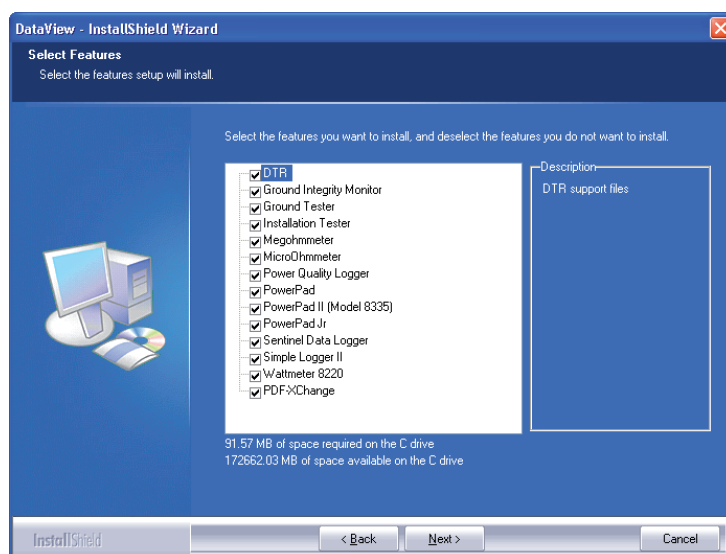 DataView - InstallShield Wizard
Select Features
Select the features setup will install.
Select the features you want to install, and deselect the features you do not want to install.
DTR
Ground Integrity Monitor
Ground Tester
Installation Tester
Megohmmeter
MicroOhmmeter
Power Quality Logger
PowerPad
PowerPad II (Model 8335)
PowerPad Jr
Sentinel Data Logger
Simple Logger II
Wattmeter 8220
PDF-XChange
Description
DTR support files
91.57 MB of space required on the C drive
172662.03 MB of space available on the C drive
InstallShield
< Back
Next >
Cancel